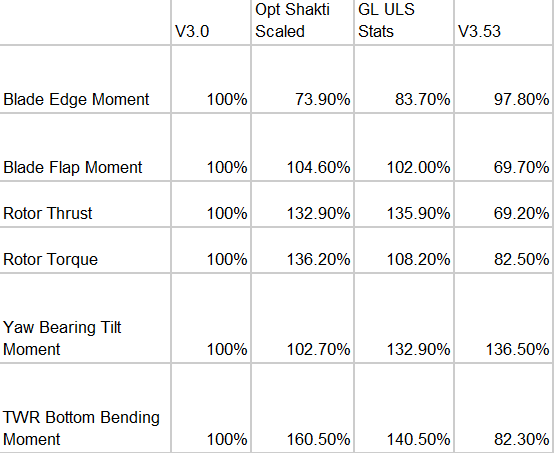 V3.0 Opt Shakti Scaled GL ULS Stats V3.53
Blade Edge Moment 100% 73.90% 83.70% 97.80%
Blade Flap Moment 100% 104.60% 102.00% 69.70%
Rotor Thrust 100% 132.90% 135.90% 69.20%
Rotor Torque 100% 136.20% 108.20% 82.50%
Yaw Bearing Tilt
Moment 100% 102.70% 132.90% 136.50%
TWR Bottom Bending
Moment 100% 160.50% 140.50% 82.30%